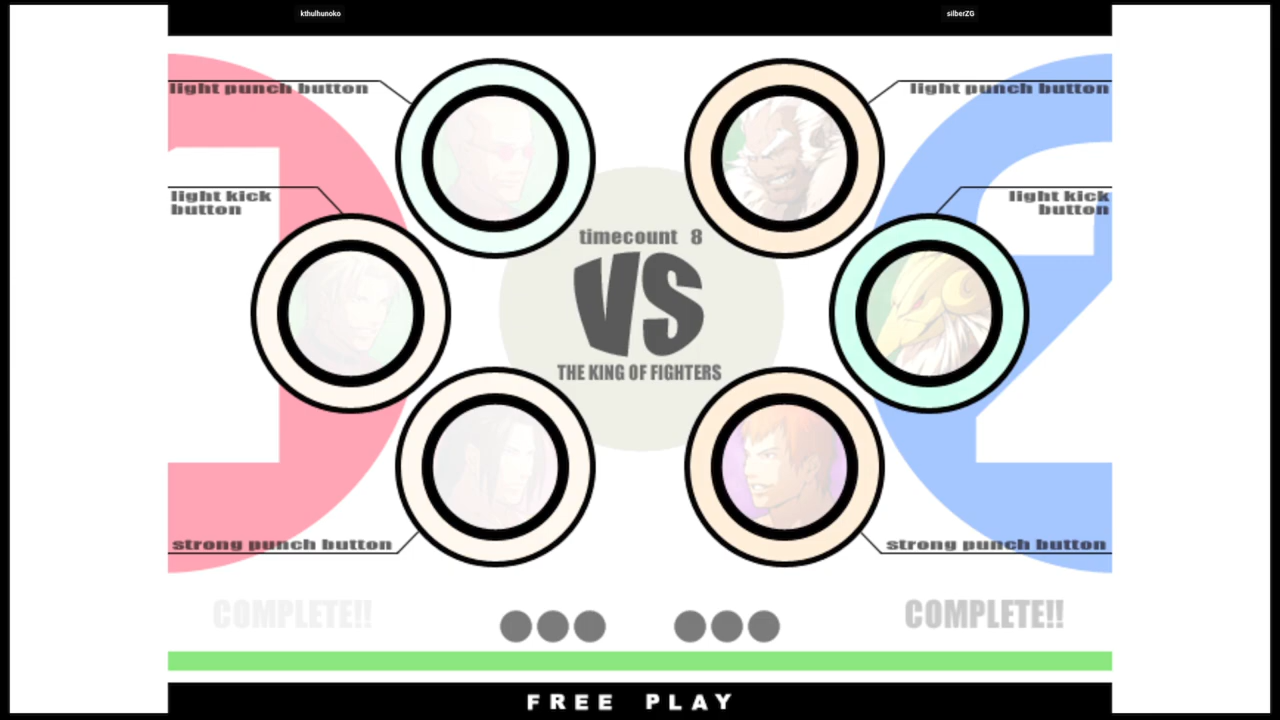 kthulhunoko
silberZG
light punch button
light punch button
light kick
button
light kick
button
timecount 8
VS
THE KING OF FIGHTERS
strong punch button
strong punch button
COMPLETE!!
COMPLETE!!
FREE PLAY